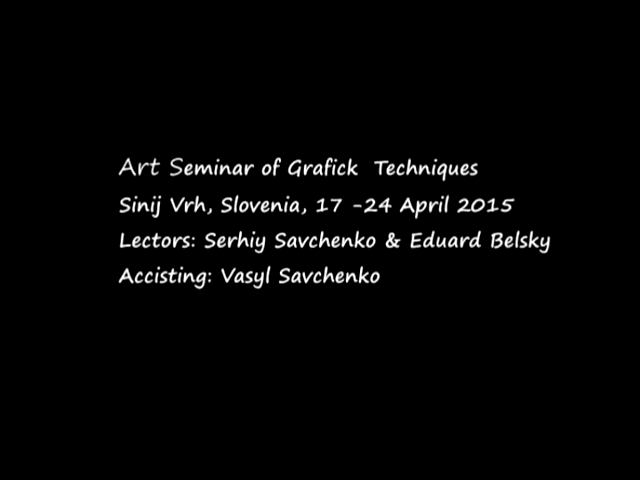 Art Seminar of Grafick Techniques
Sinij Vrh, Slovenia, 17 -24 April 2015
Lectors: Serhiy Savchenko & Eduard Belsky
Accisting: Vasyl Savchenko